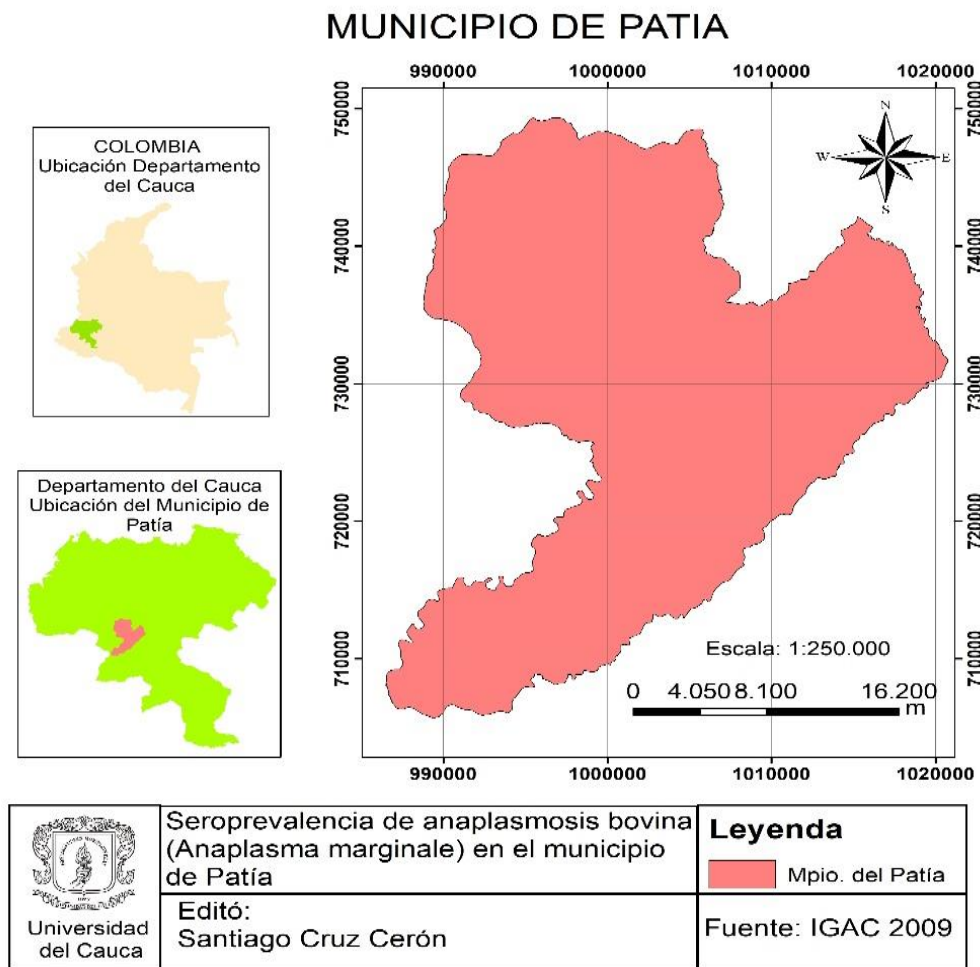 MUNICIPIO DE PATIA
990000 1000000 1010000 1020000
750000 750000
740000 740000
730000 730000
720000 720000
710000 710000
990000 1000000 1010000 1020000
N
W E
S
COLOMBIA
Ubicación Departamento
del Cauca
Departamento del Cauca
Ubicación del Municipio de
Patía
Escala: 1:250.000
0 4.050 8.100 16.200
m
Universidad
del Cauca
Seroprevalencia de anaplasmosis bovina
(Anaplasma marginale) en el municipio
de Patía
Editó:
Santiago Cruz Cerón
Leyenda
Mpio. del Patía
Fuente: IGAC 2009